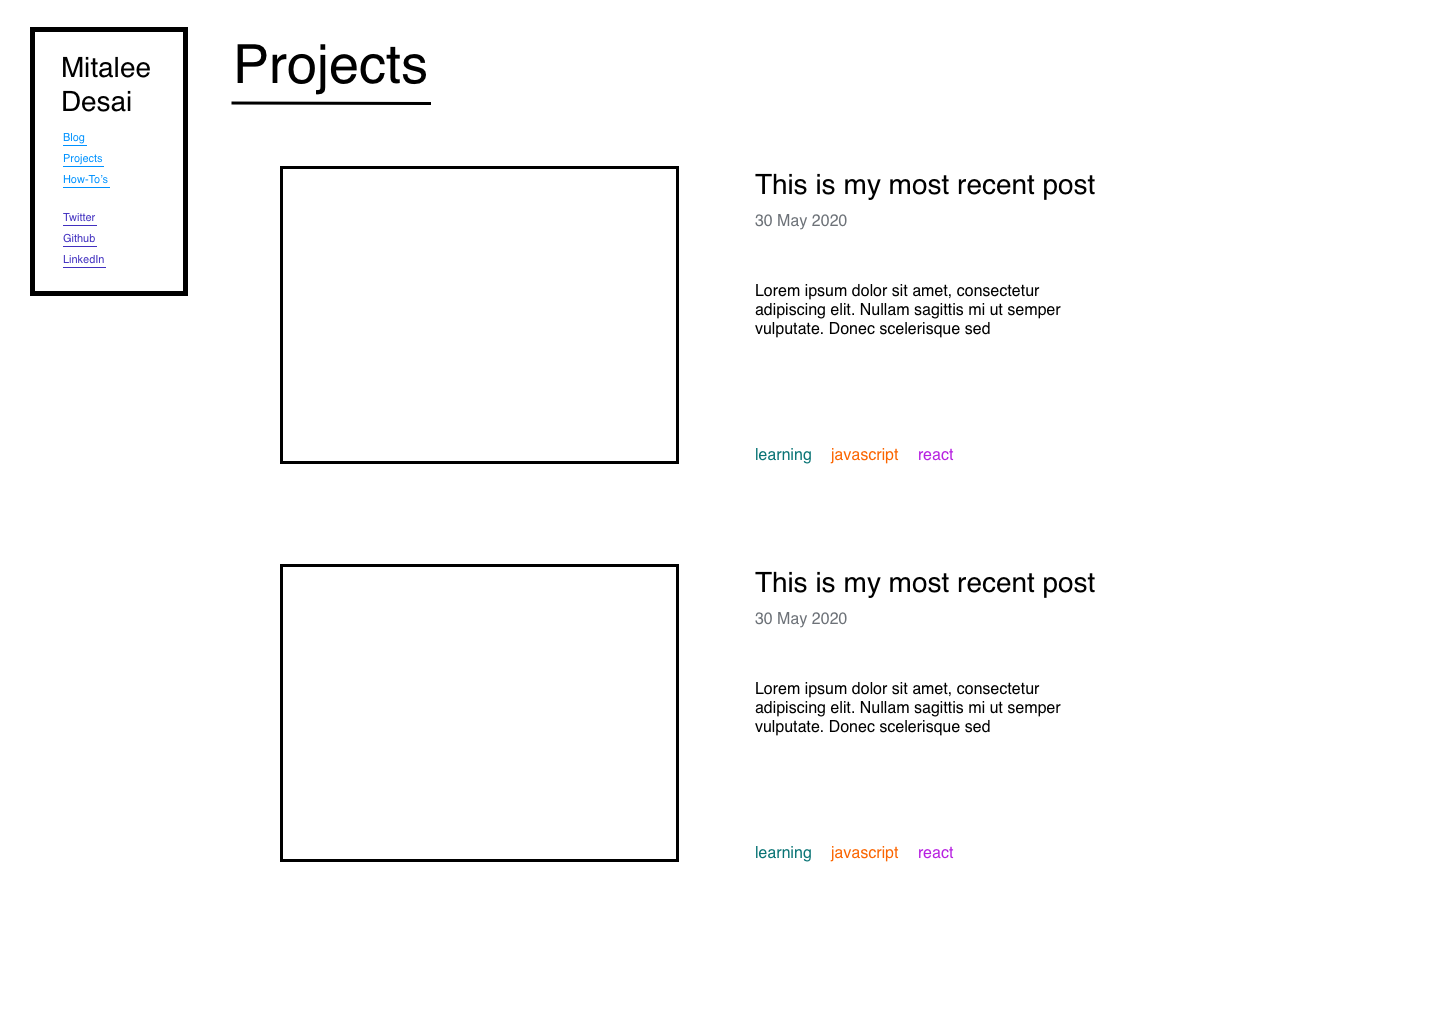 Mitalee
Desai
Blog
Projects
How-To’s
Twitter
Github
LinkedIn
Projects
This is my most recent post
30 May 2020
Lorem ipsum dolor sit amet, consectetur
adipiscing elit. Nullam sagittis mi ut semper
vulputate. Donec scelerisque sed
learning javascript react
This is my most recent post
30 May 2020
Lorem ipsum dolor sit amet, consectetur
adipiscing elit. Nullam sagittis mi ut semper
vulputate. Donec scelerisque sed
learning javascript react